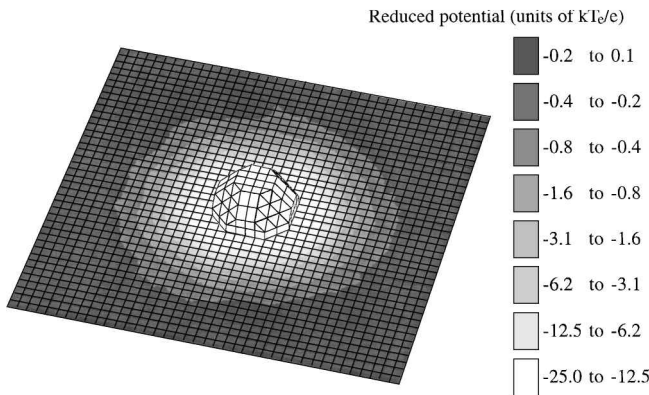 Reduced potential (units of kTe/e)
-0.2 to 0.1
-0.4 to -0.2
-0.8 to -0.4
-1.6 to -0.8
-3.1 to -1.6
-6.2 to -3.1
-12.5 to -6.2
-25.0 to -12.5